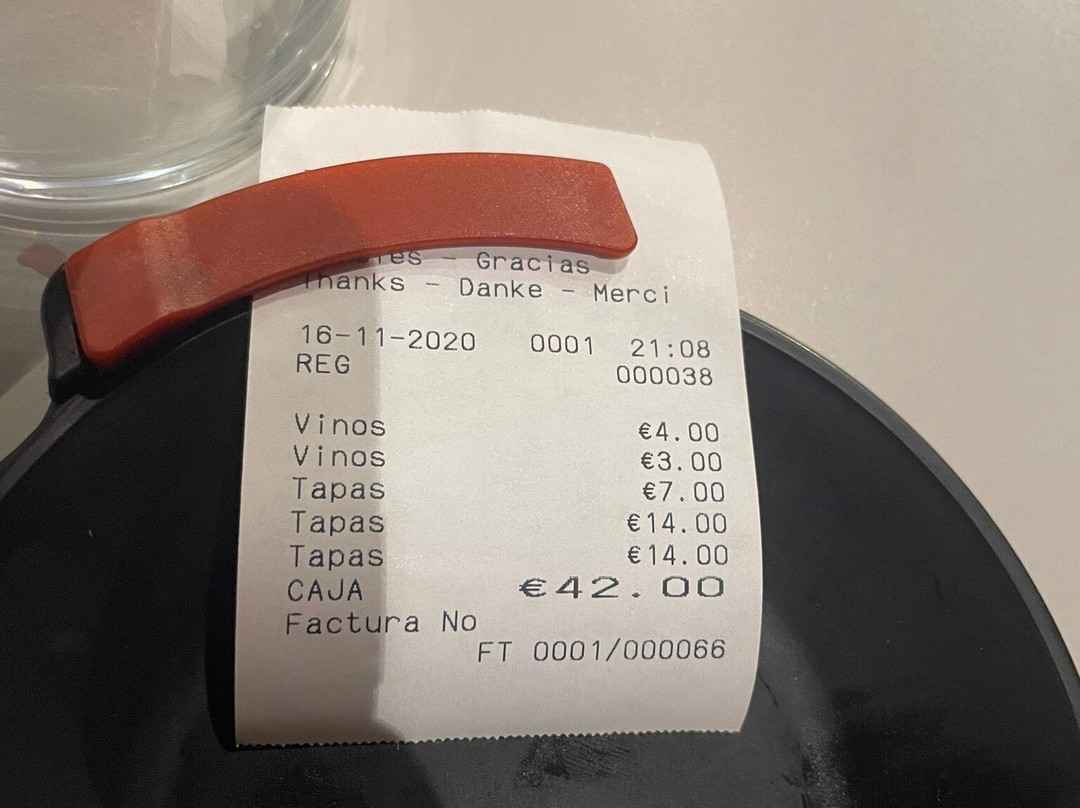 - Gracias
Thanks - Danke - Merci
16-11-2020 0001 21:08
REG 000038
Vinos €4.00
Vinos €3.00
Tapas €7.00
Tapas €14.00
Tapas €14.00
CAJA €42.00
Factura No
FT 0001/000066